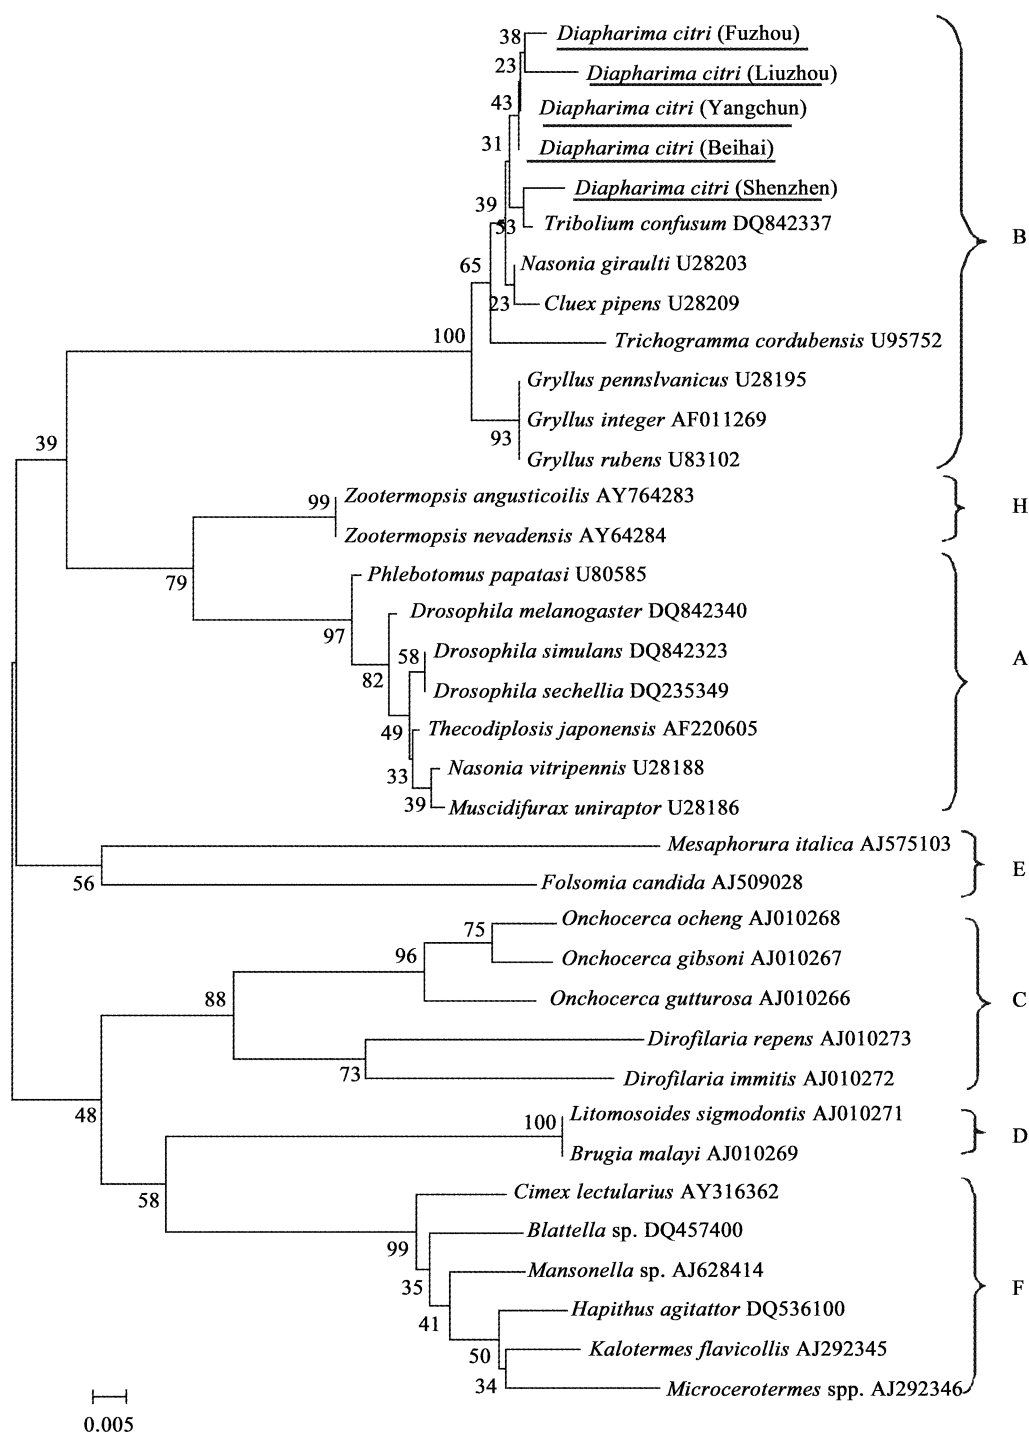 38
Diapharima citri (Fuzhou)
23
Diapharima citri (Liuzhou)
43
Diapharima citri (Yangchun)
31
Diapharima citri (Beihai)
Diapharima citri (Shenzhen)
39
53
Tribolium confusum DQ842337
B
65
Nasonia giraulti U28203
23
Cluex pipens U28209
100
Trichogramma cordubensis U95752
Gryllus pennslvanicus U28195
Gryllus integer AF011269
93
39
Gryllus rubens U83102
99
Zootermopsis angusticoilis AY764283
H
Zootermopsis nevadensis AY64284
79
Phlebotomus papatasi U80585
Drosophila melanogaster DQ842340
97
58
Drosophila simulans DQ842323
A
82
Drosophila sechellia DQ235349
49
Thecodiplosis japonensis AF220605
33
Nasonia vitripennis U28188
39
Muscidifurax uniraptor U28186
Mesaphorura italica AJ575103
E
56
Folsomia candida AJ509028
Onchocerca ocheng AJ010268
75
96
Onchocerca gibsoni AJ010267
88
Onchocerca gutturosa AJ010266
C
Dirofilaria repens AJ010273
73
Dirofilaria immitis AJ010272
48
100
Litomosoides sigmodontis AJ010271
D
Brugia malayi AJ010269
58
Cimex lectularius AY316362
Blattella sp. DQ457400
99
Mansonella sp. AJ628414
35
F
41
Hapithus agitattor DQ536100
50
Kalotermes flavicollis AJ292345
34
Microcerotermes spp. AJ292346
0.005